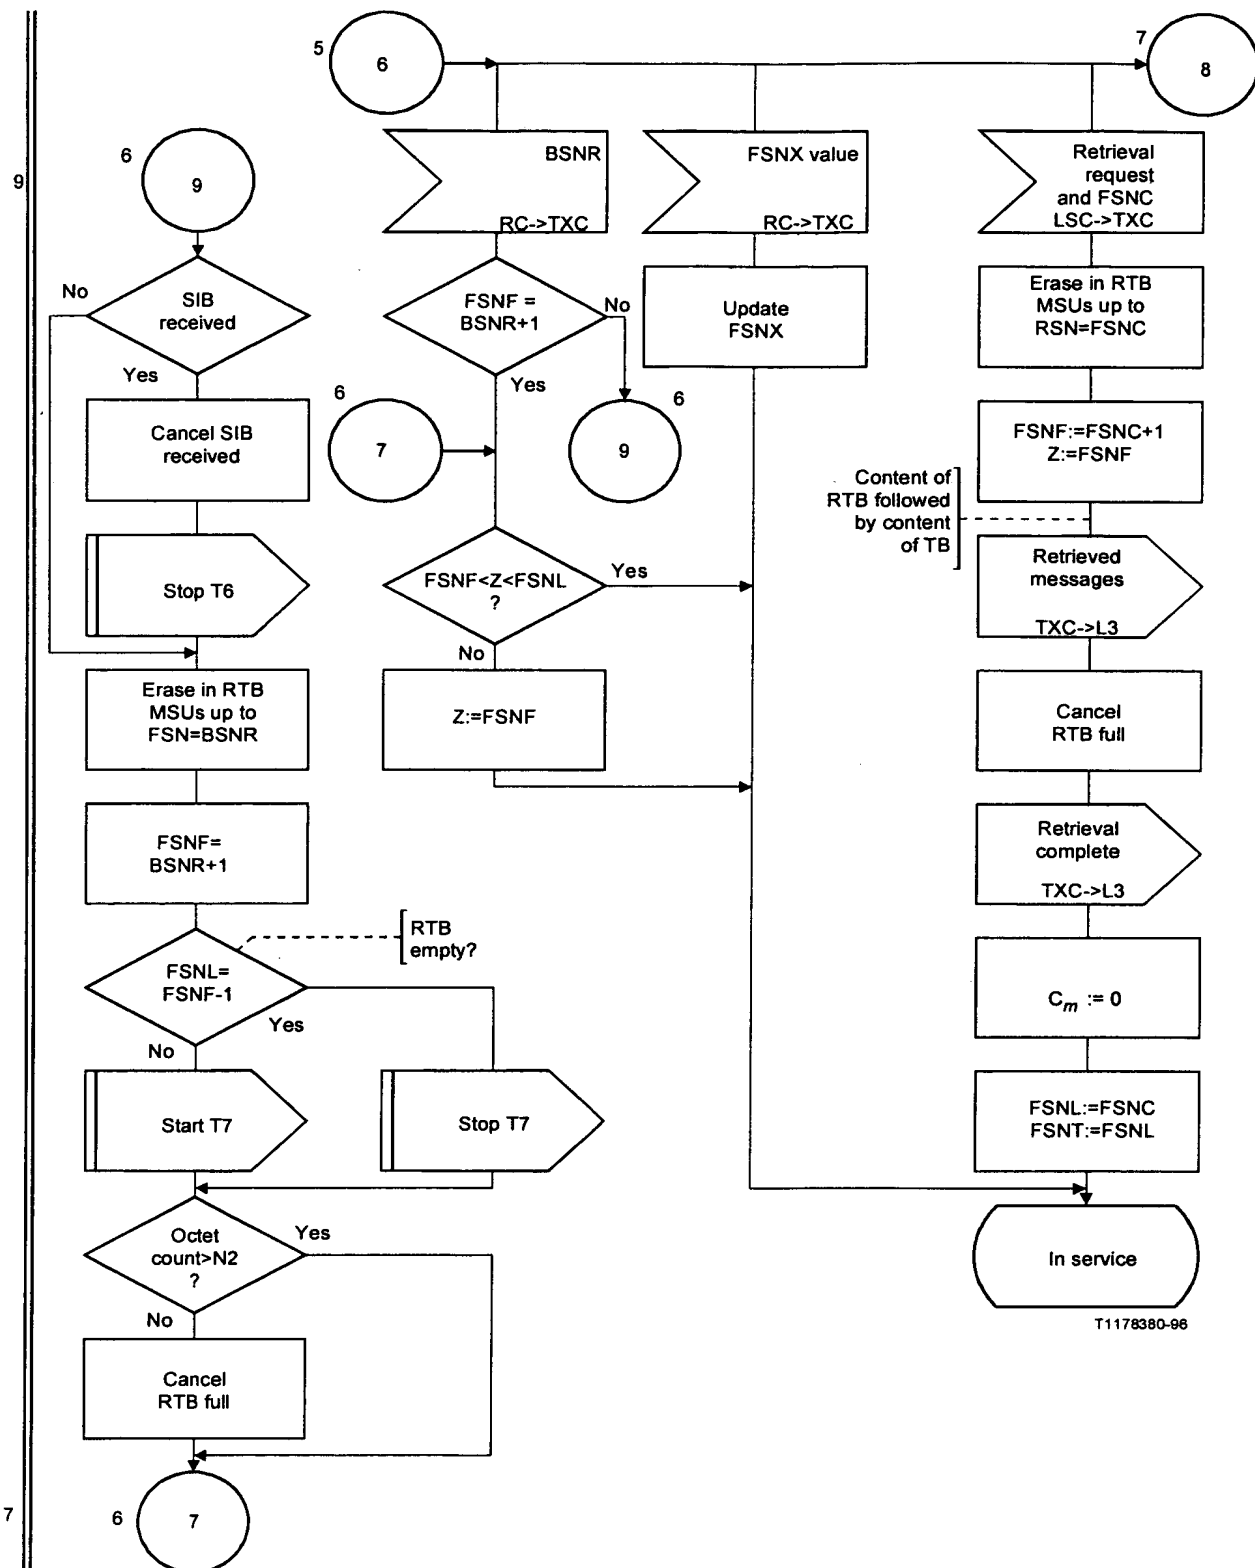 5
6
7
8
BSNR
RC->TXC
FSNX value
RC->TXC
Retrieval
request
and FSNC
LSC->TXC
6
9
9
No
SIB
received
Yes
FSNF =
BSNR+1
No
Yes
Update
FSNX
Erase in RTB
MSUs up to
RSN=FSNC
Cancel SIB
received
6
7
6
9
FSNF:=FSNC+1
Z:=FSNF
Content of
RTB followed
by content
of TB
Stop T6
FSNF<Z<FSNL
?
Yes
No
Retrieved
messages
TXC->L3
Erase in RTB
MSUs up to
FSN=BSNR
Z:=FSNF
Cancel
RTB full
FSNF=
BSNR+1
Retrieval
complete
TXC->L3
RTB
empty?
FSNL=
FSNF-1
Yes
No
Cm := 0
Start T7
Stop T7
FSNL:=FSNC
FSNT:=FSNL
Octet
count>N2
?
Yes
No
In service
T1178380-96
Cancel
RTB full
7
6
7